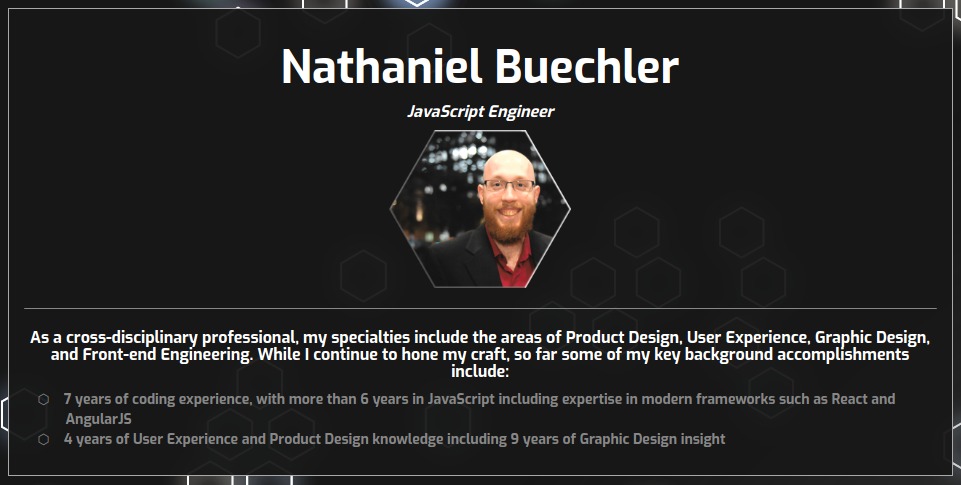 Nathaniel Buechler
JavaScript Engineer
As a cross-disciplinary professional, my specialties include the areas of Product Design, User Experience, Graphic Design,
and Front-end Engineering. While I continue to hone my craft, so far some of my key background accomplishments
include:
7 years of coding experience, with more than 6 years in JavaScript including expertise in modern frameworks such as React and
AngularJS
4 years of User Experience and Product Design knowledge including 9 years of Graphic Design insight